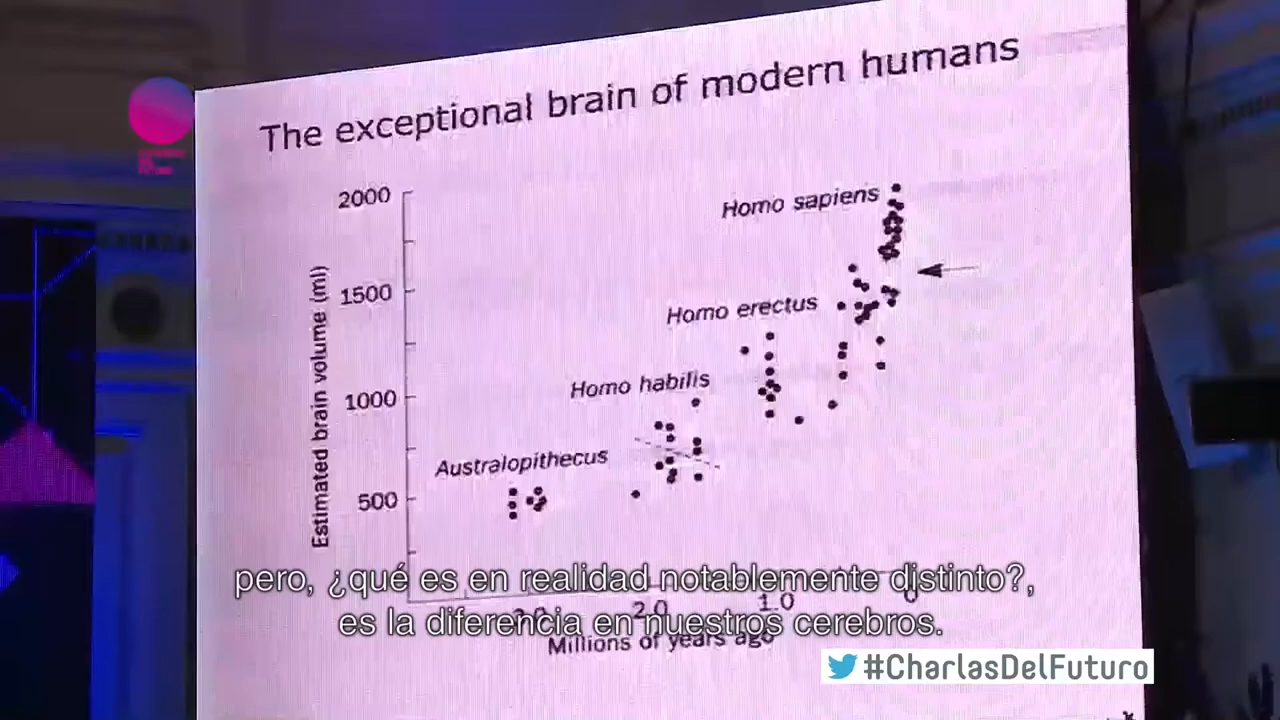 The exceptional brain of modern humans
2000
1500
1000
500
Estimated brain volume (ml)
Homo sapiens
Homo erectus
Homo habilis
Australopithecus
3.0
2.0
1.0
0
Millions of years ago
pero, ¿qué es en realidad notablemente distinto?,
es la diferencia en nuestros cerebros.
#CharlasDelFuturo